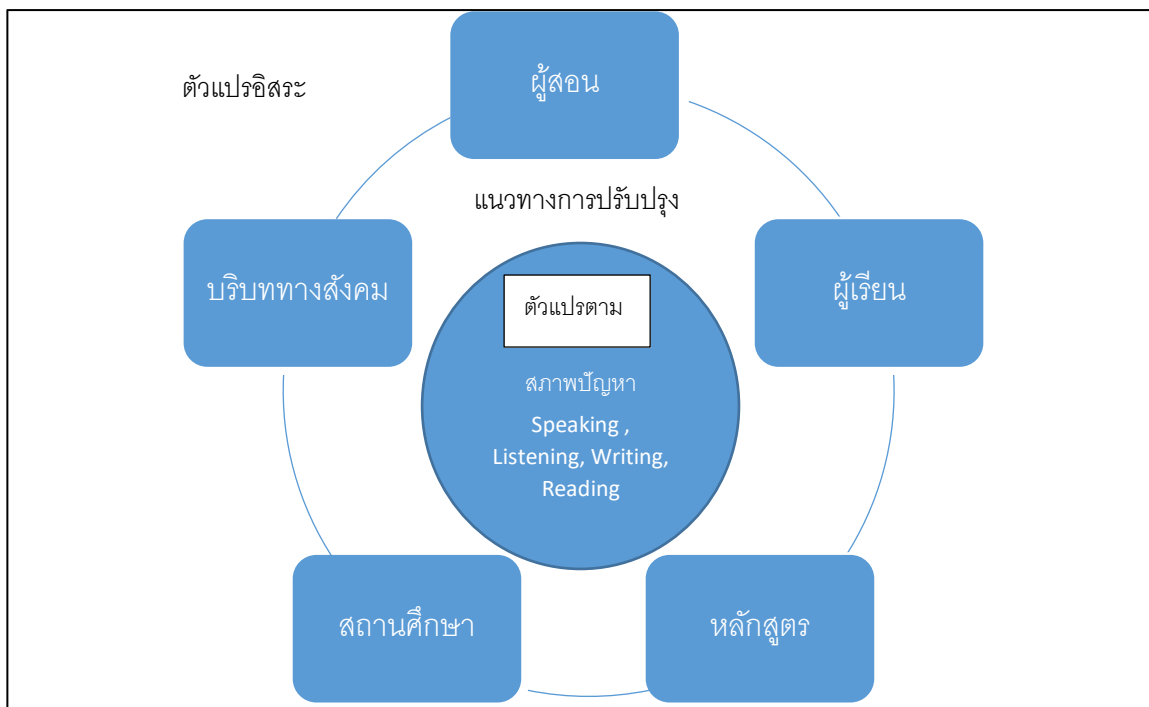 ผู้สอน
ตัวแปรอิสระ
แนวทางการปรับปรุง
บริบททางสังคม
ผู้เรียน
ตัวแปรตาม
สภาพปัญหา
Speaking ,
Listening, Writing,
Reading
สถานศึกษา
หลักสูตร